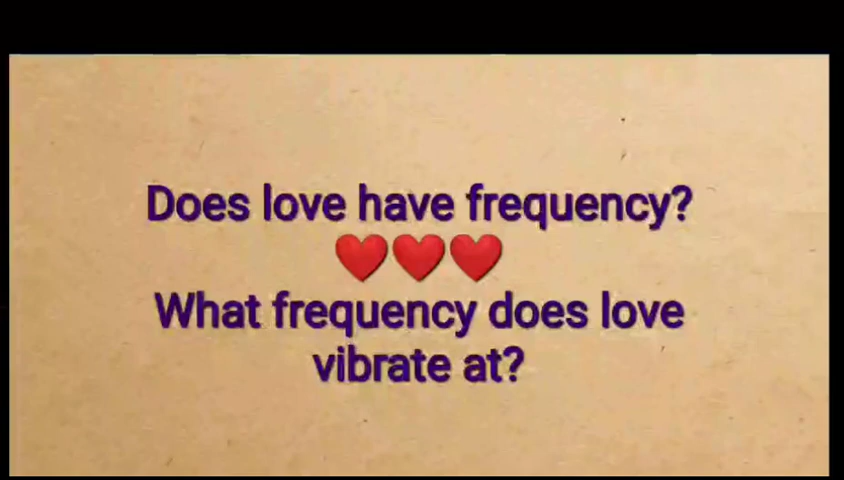 Does love have frequency?
❤️❤️❤️
What frequency does love
vibrate at?